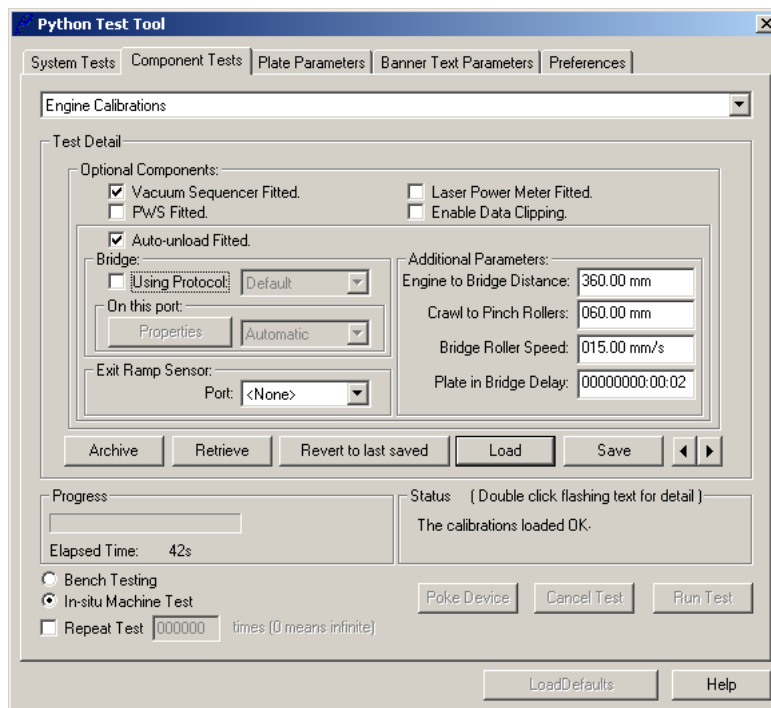 Python Test Tool
System Tests Component Tests Plate Parameters Banner Text Parameters Preferences
Engine Calibrations
Test Detail
Optional Components:
Vacuum Sequencer Fitted. Laser Power Meter Fitted.
PWS Fitted. Enable Data Clipping.
Auto-unload Fitted.
Bridge: Additional Parameters:
Using Protocol: Default Engine to Bridge Distance: 360.00 mm
On this port: Crawl to Pinch Rollers: 060.00 mm
Properties Automatic Bridge Roller Speed: 015.00 mm/s
Exit Ramp Sensor: Plate in Bridge Delay: 00000000:00:02
Port: <None>
Archive Retrieve Revert to last saved Load Save
Progress Status ( Double click flashing text for detail )
The calibrations loaded OK.
Elapsed Time: 42s
Bench Testing
In-situ Machine Test Poke Device Cancel Test Run Test
Repeat Test 000000 times (0 means infinite)
LoadDefaults Help